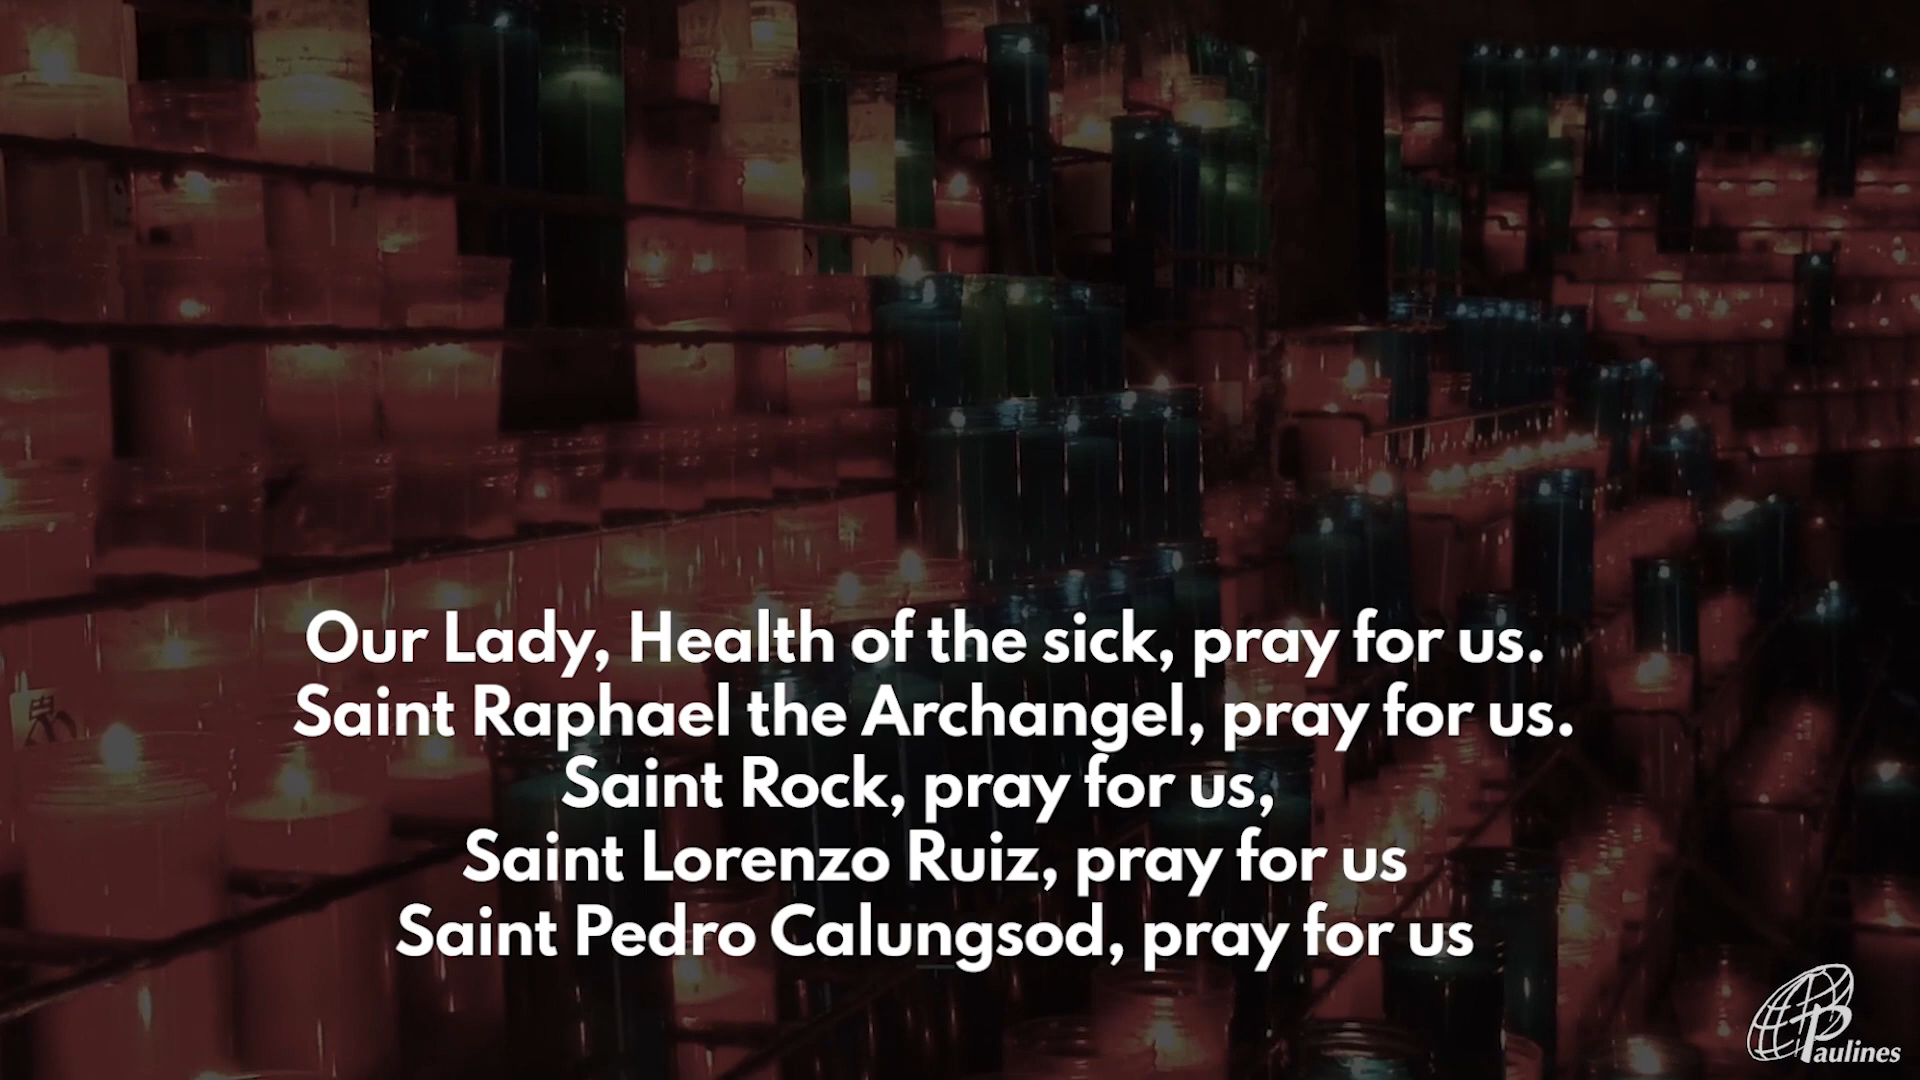 Our Lady, Health of the sick, pray for us.
Saint Raphael the Archangel, pray for us.
Saint Rock, pray for us,
Saint Lorenzo Ruiz, pray for us
Saint Pedro Calungsod, pray for us
Paulines